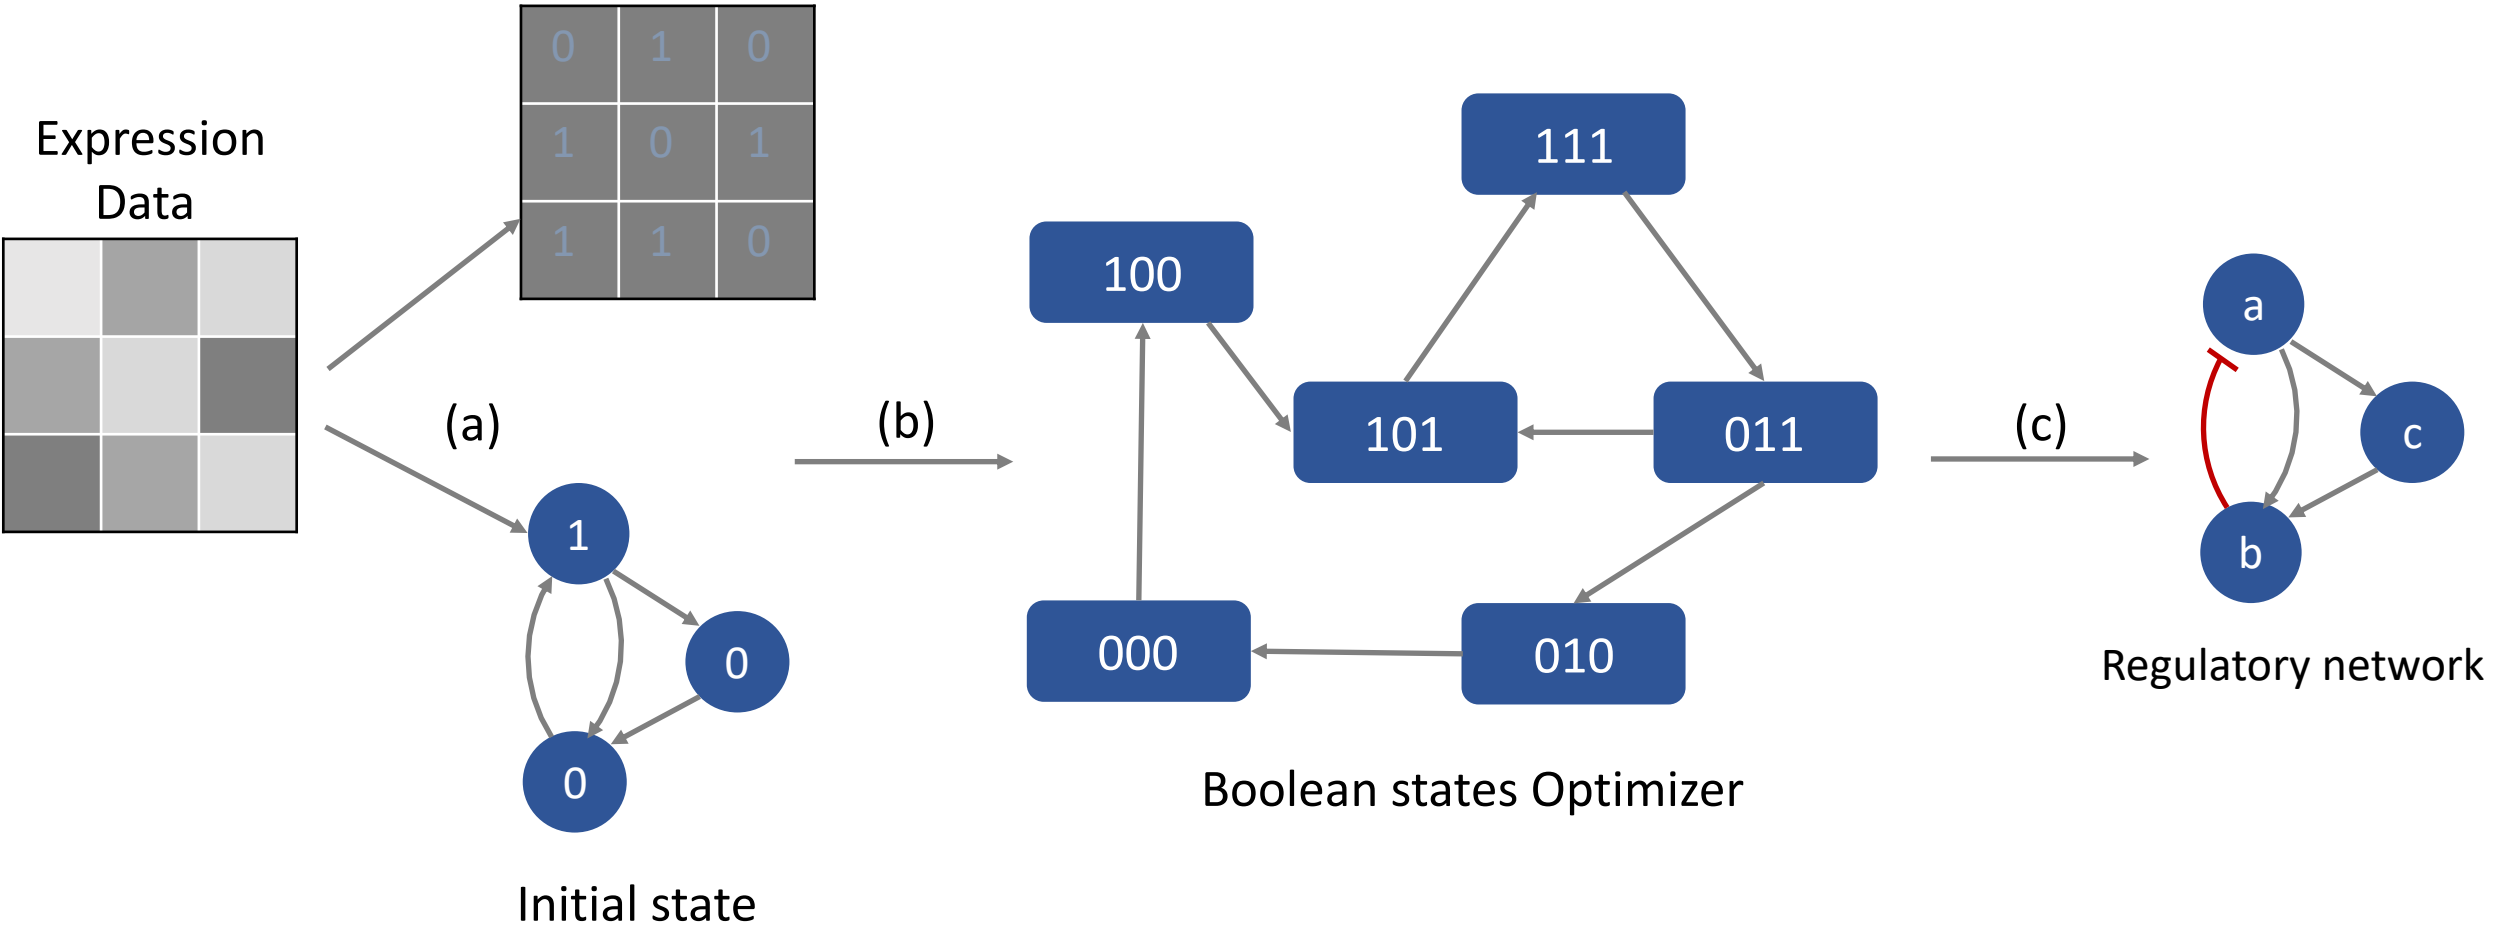 Expression
Data
0 1 0
1 0 1
1 1 0
(a)
1
0
0
Initial state
(b)
111
100
101
011
000
010
Boolean states Optimizer
(c)
a
c
b
Regulatory network